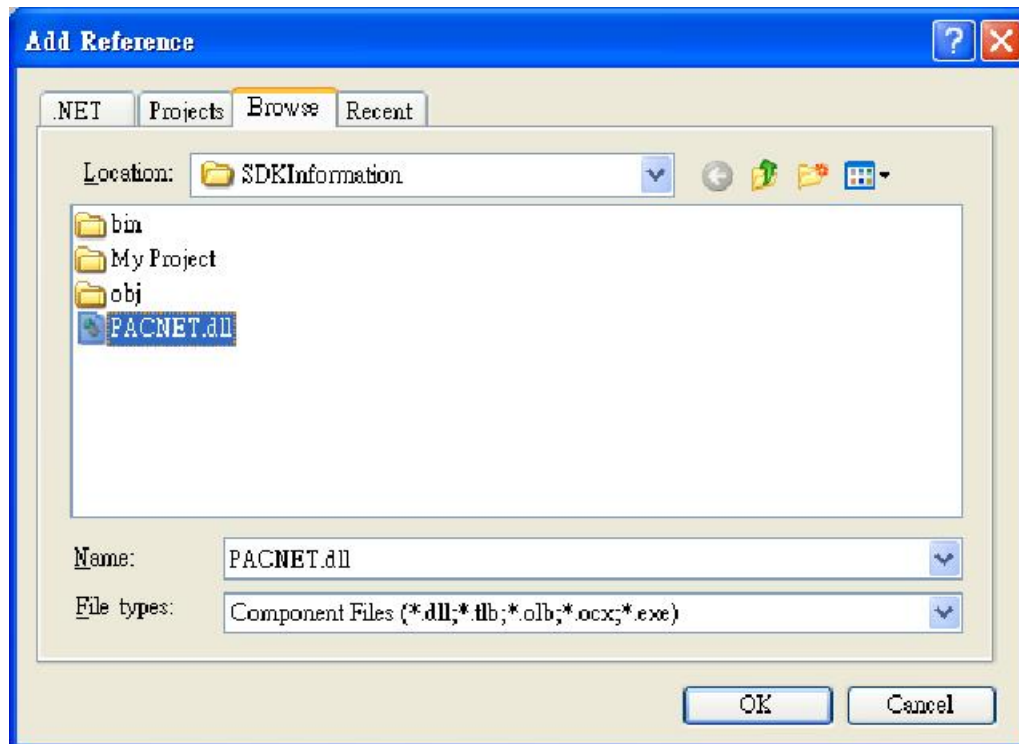 Add Reference
.NET Projects Browse Recent
Location: SDKInformation
bin
My Project
obj
PACNET.dll
Name: PACNET.dll
File types: Component Files (*.dll;*.tlb;*.olb;*.ocx;*.exe)
OK Cancel